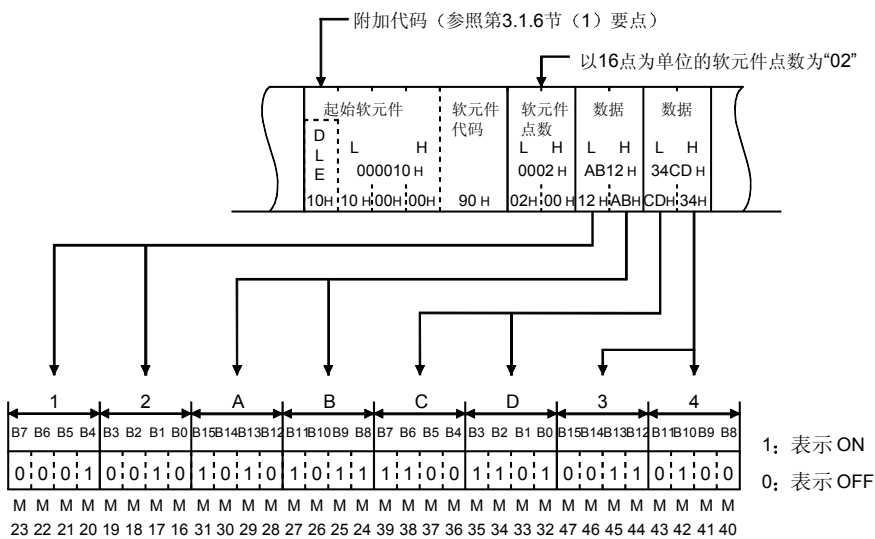 附加代码（参照第3.1.6节（1）要点）
以16点为单位的软元件点数为“02”
起始软元件 软元件 软元件 数据 数据
代码 点数
D
L
E
L H L H L H L H
000010 H 0002 H AB12 H 34CD H
10H 10 H 00H 00H 90 H 02H 00 H 12 H ABH CDH 34H
1 2 A B C D 3 4
B7 B6 B5 B4 B3 B2 B1 B0 B15 B14 B13 B12 B11 B10 B9 B8 B7 B6 B5 B4 B3 B2 B1 B0 B15 B14 B13 B12 B11 B10 B9 B8
1：表示 ON
0 0 0 1 0 0 1 0 1 0 1 0 1 0 1 1 1 1 0 0 1 1 0 1 0 0 1 1 0 1 0 0
0：表示 OFF
M M M M M M M M M M M M M M M M M M M M M M M M M M M M M M M M
23 22 21 20 19 18 17 16 31 30 29 28 27 26 25 24 39 38 37 36 35 34 33 32 47 46 45 44 43 42 41 40